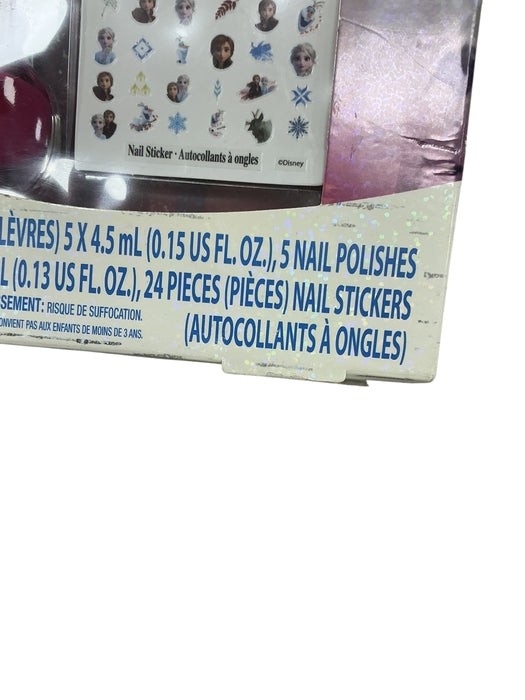 Nail Sticker · Autocollants à ongles
©Disney
LÈVRES) 5 X 4.5 mL (0.15 US FL. OZ.), 5 NAIL POLISHES
L (0.13 US FL. OZ.), 24 PIECES (PIÈCES) NAIL STICKERS
SSEMENT: RISQUE DE SUFFOCATION.
(AUTOCOLLANTS À ONGLES)
CONVIENT PAS AUX ENFANTS DE MOINS DE 3 ANS.